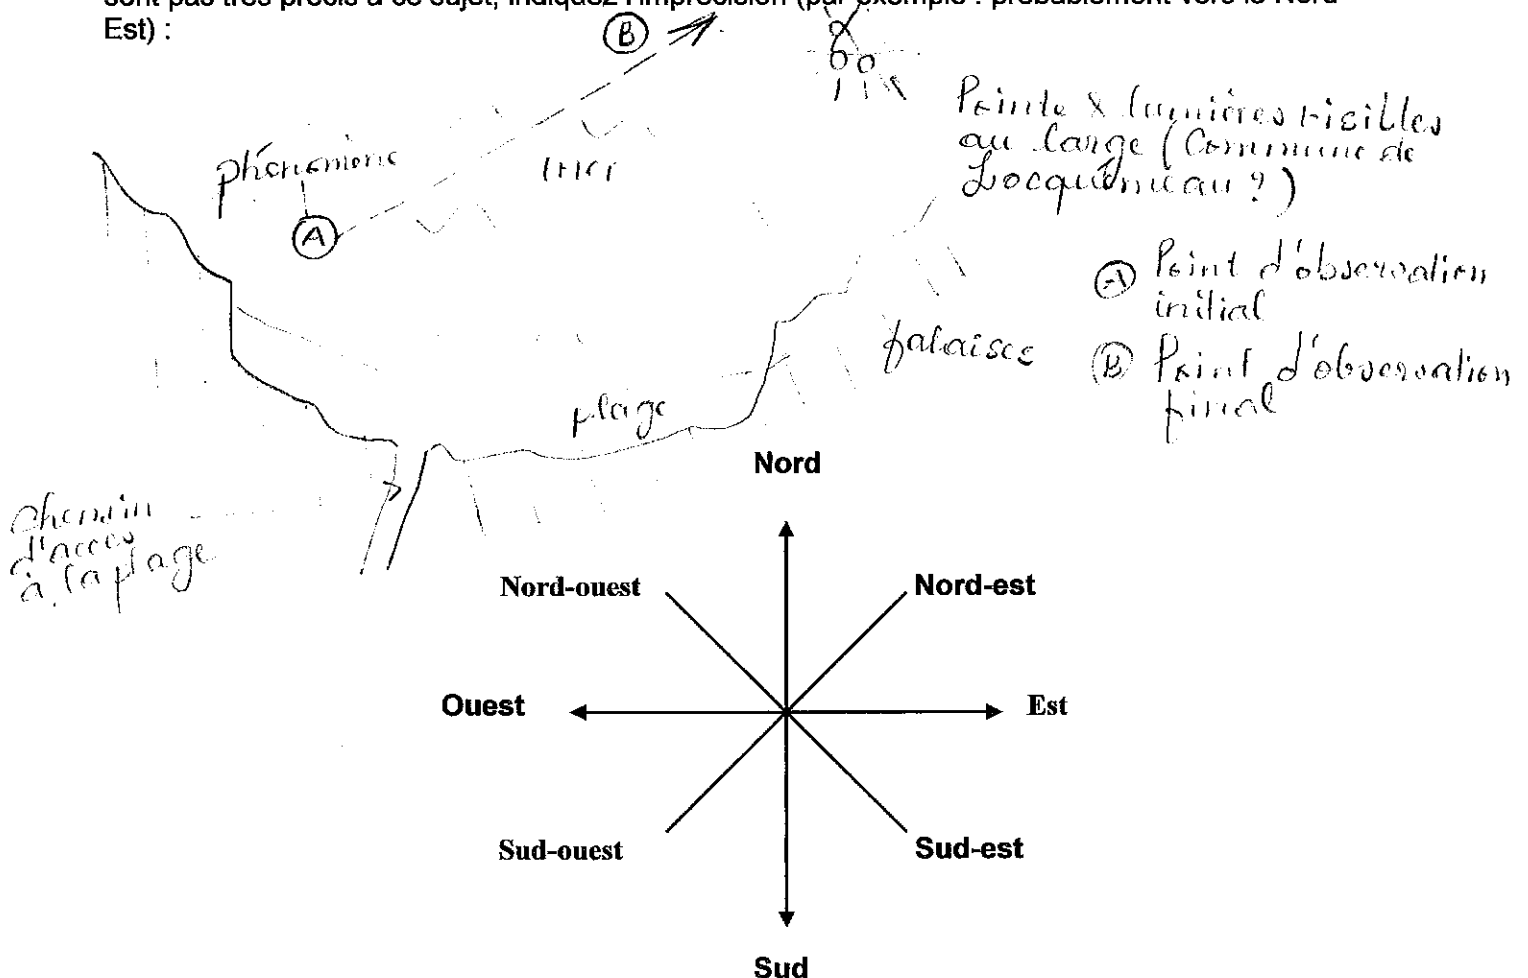 sont pas très précis à ce sujet, indiquez l'imprécision (par exemple : probablement vers le Nord-
Est) :
B
Pointe & lumières visibles
au large (Commune de
Locquémeau ?)
phénomène
mer
A
A Point d'observation
initial
falaises
B Point d'observation
final
plage
Nord
chemin
d'accès
à la plage
Nord-ouest
Nord-est
Ouest
Est
Sud-ouest
Sud-est
Sud